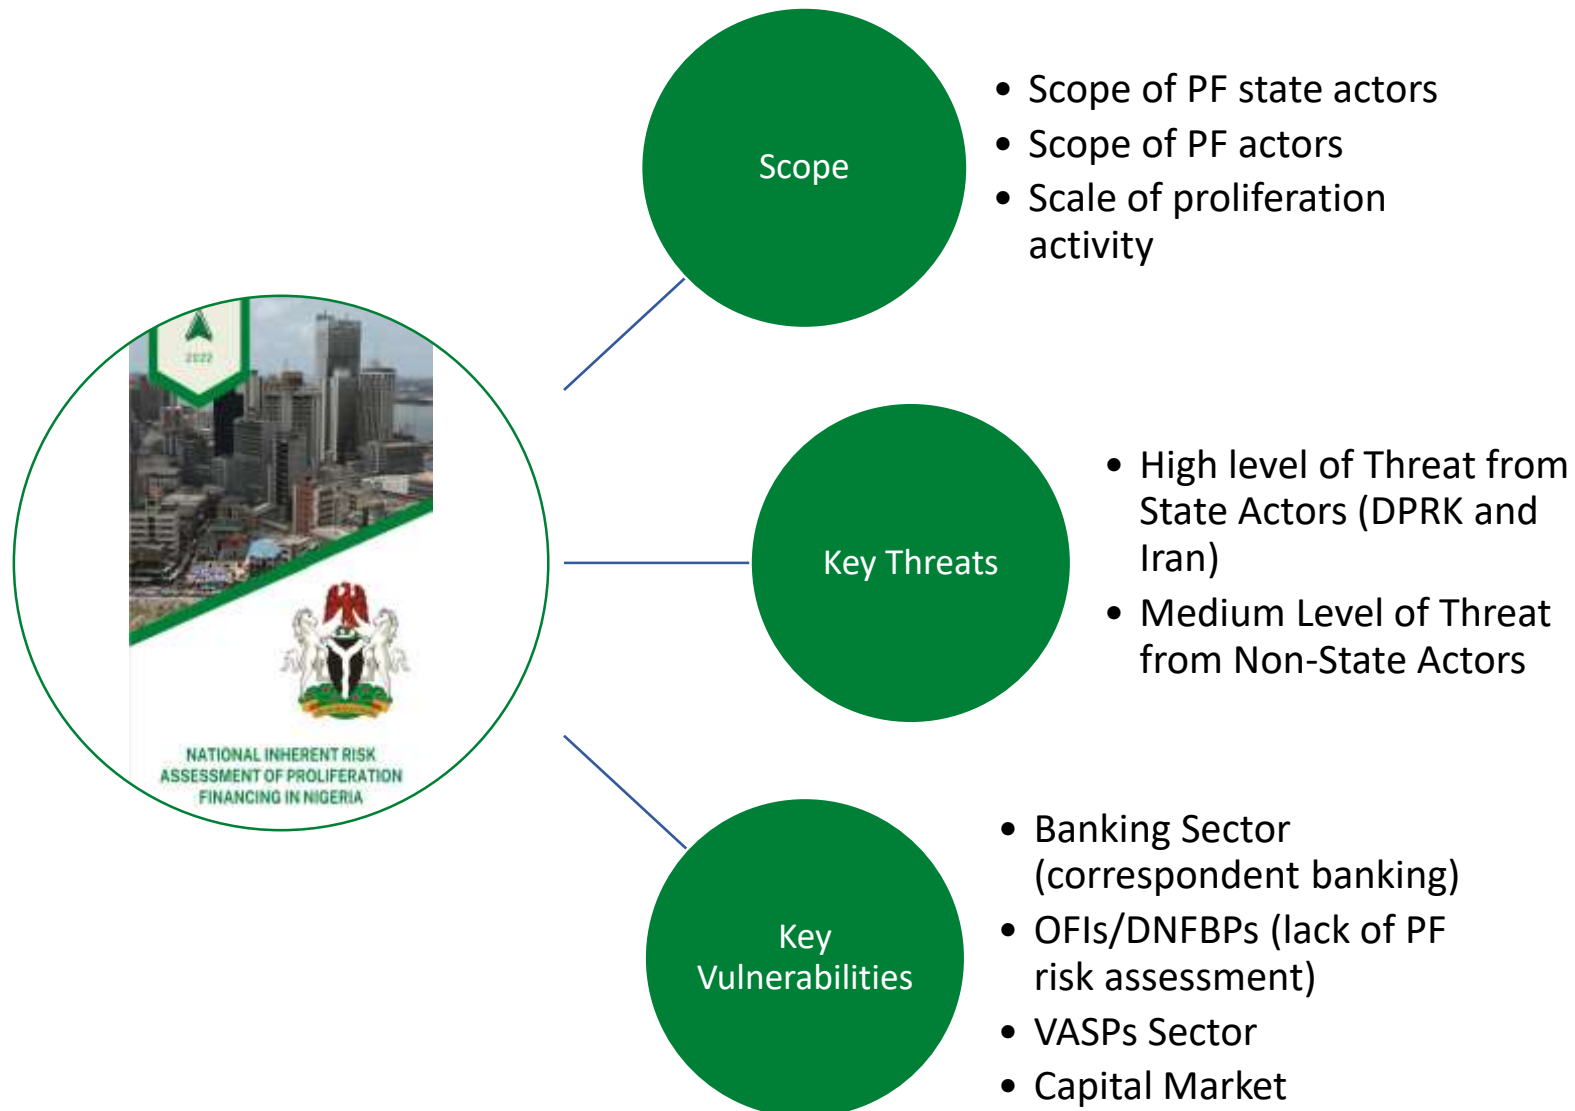 Scope
• Scope of PF state actors
• Scope of PF actors
• Scale of proliferation
activity
2022
NATIONAL INHERENT RISK
ASSESSMENT OF PROLIFERATION
FINANCING IN NIGERIA
Key Threats
• High level of Threat from
State Actors (DPRK and
Iran)
• Medium Level of Threat
from Non-State Actors
Key
Vulnerabilities
• Banking Sector
(correspondent banking)
• OFIs/DNFBPs (lack of PF
risk assessment)
• VASPs Sector
• Capital Market